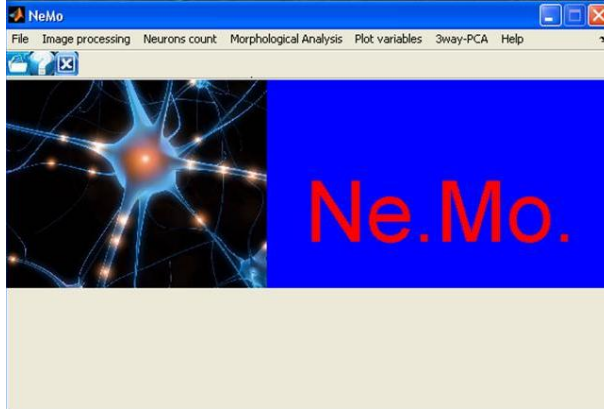 NeMo
File Image processing Neurons count Morphological Analysis Plot variables 3way-PCA Help
Ne.Mo.